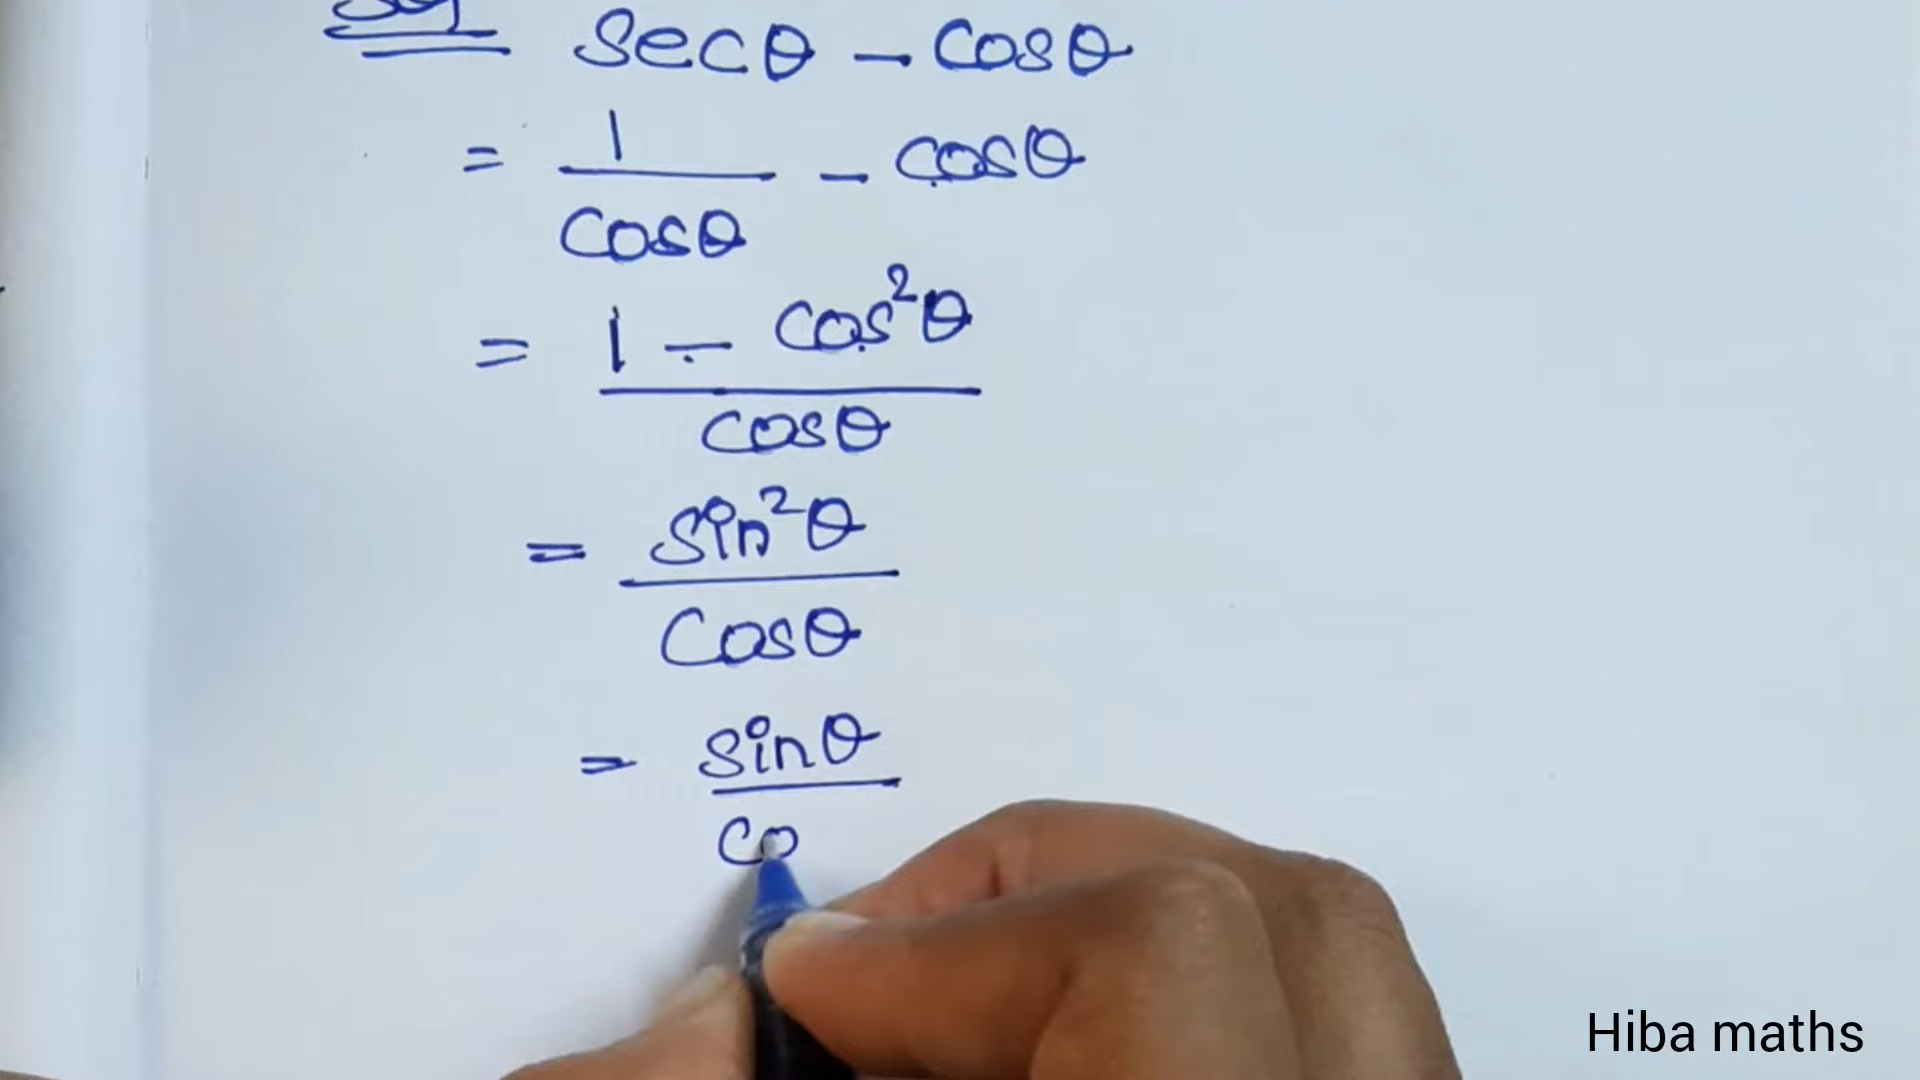 secθ - cosθ
= 1/cosθ - cosθ
= 1 - cos²θ/cosθ
= sin²θ/cosθ
= sinθ/co
Hiba maths